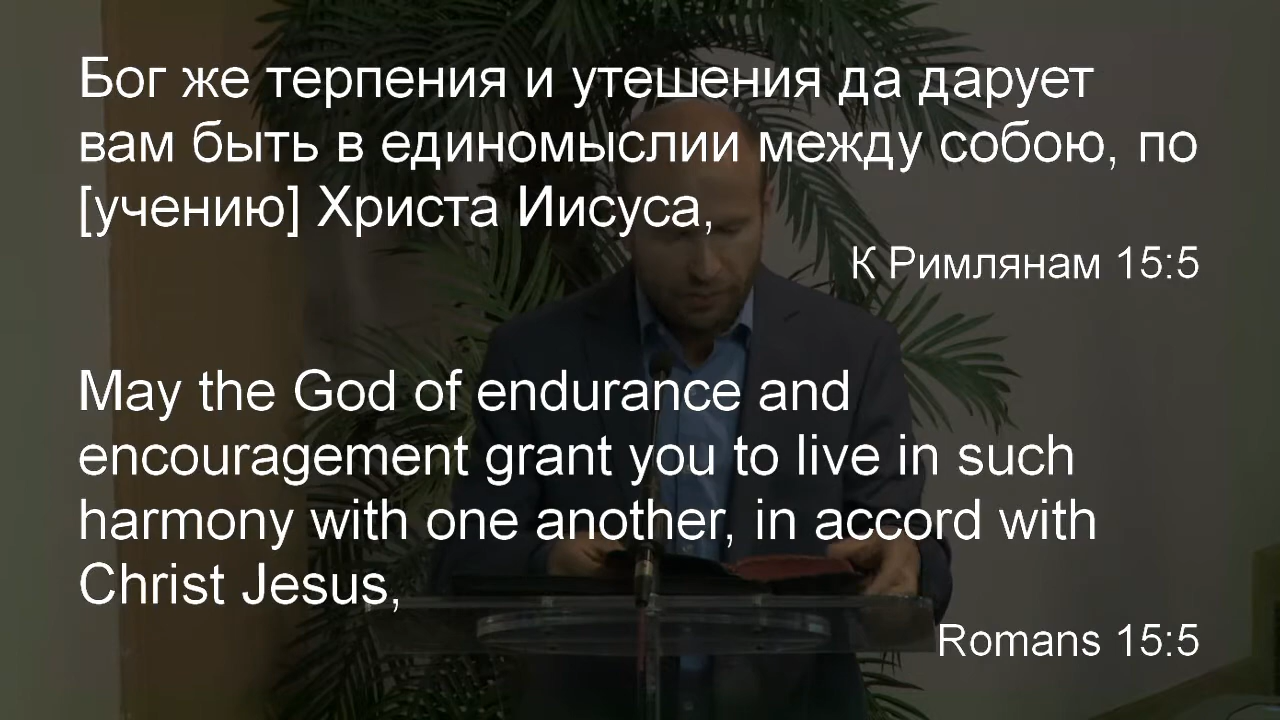 Бог же терпения и утешения да дарует
вам быть в единомыслии между собою, по
[учению] Христа Иисуса,
К Римлянам 15:5
May the God of endurance and
encouragement grant you to live in such
harmony with one another, in accord with
Christ Jesus,
Romans 15:5